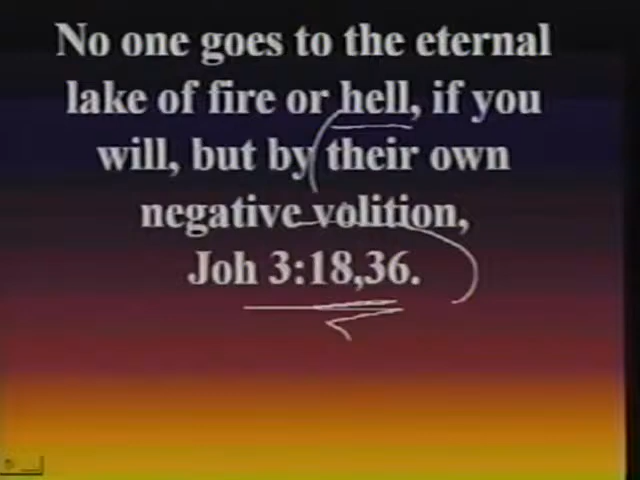 No one goes to the eternal
lake of fire or hell, if you
will, but by their own
negative volition,
Joh 3:18,36.